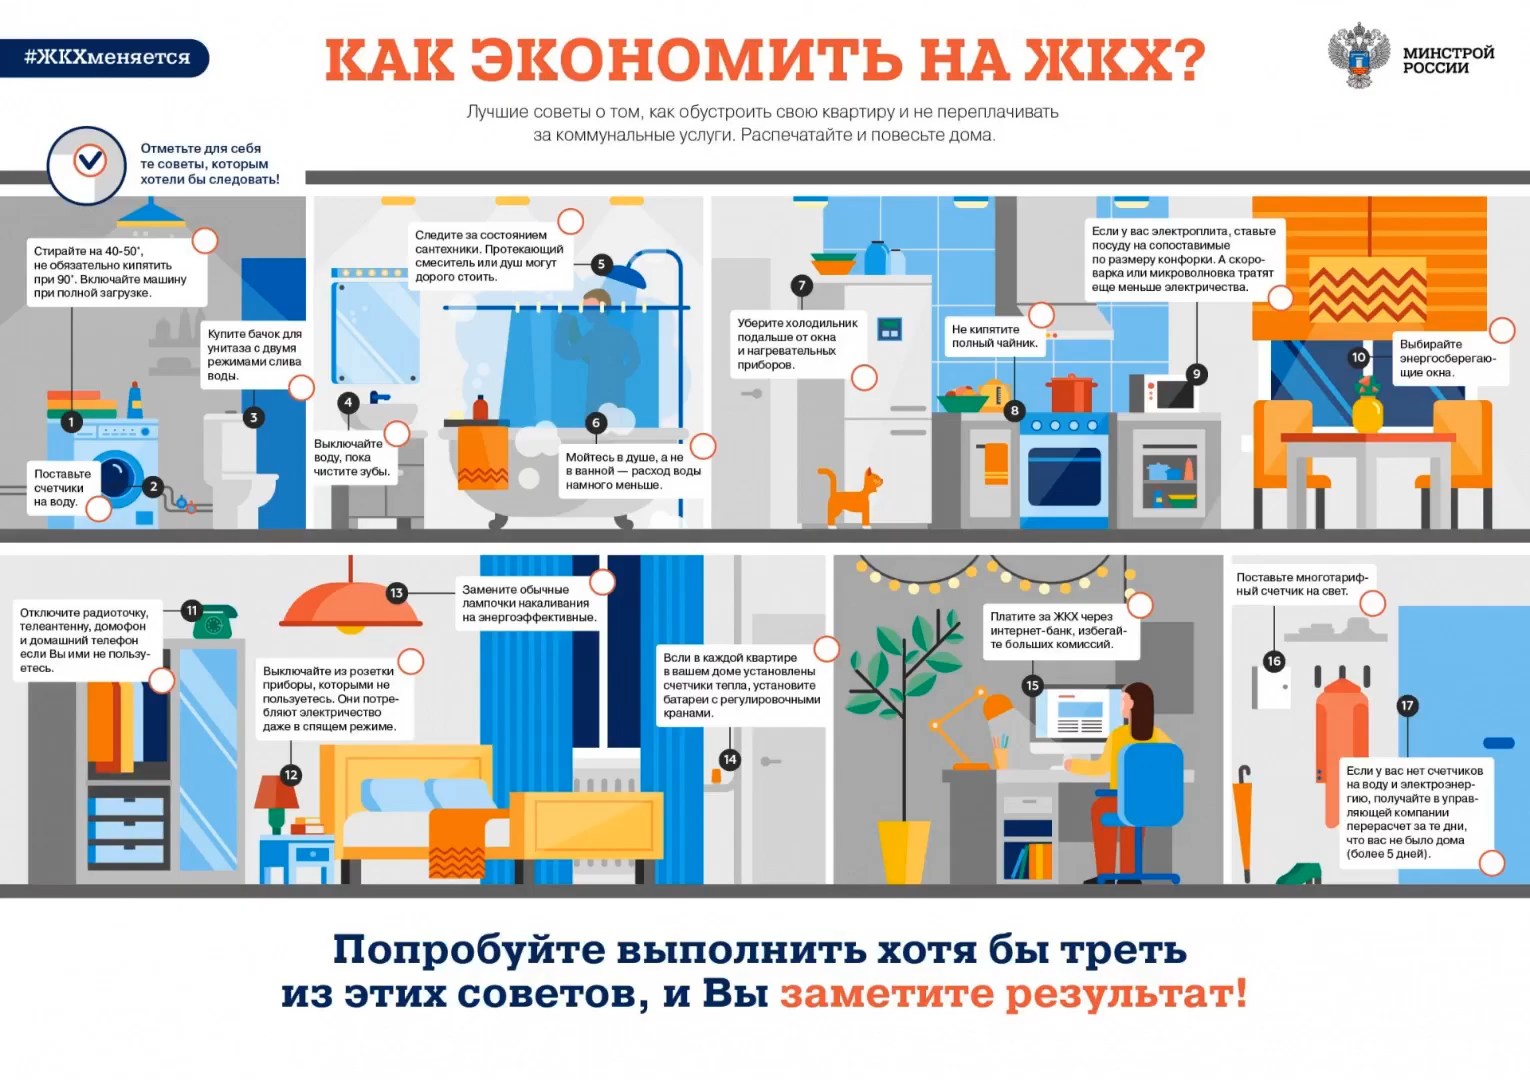 #ЖКХменяется
КАК ЭКОНОМИТЬ НА ЖКХ?
МИНСТРОЙ
РОССИИ
Лучшие советы о том, как обустроить свою квартиру и не переплачивать
за коммунальные услуги. Распечатайте и повесьте дома.
Отметьте для себя
те советы, которым
хотели бы следовать!
Стирайте на 40-50°,
не обязательно кипятить
при 90°. Включайте машину
при полной загрузке.
1
Поставьте
счетчики
на воду.
2
Купите бачок для
унитаза с двумя
режимами слива
воды.
3
4
Выключайте
воду, пока
чистите зубы.
Следите за состоянием
сантехники. Протекающий
смеситель или душ могут
дорого стоить.
5
6
Мойтесь в душе, а не
в ванной — расход воды
намного меньше.
7
Уберите холодильник
подальше от окна
и нагревательных
приборов.
Не кипятите
полный чайник.
8
Если у вас электроплита, ставьте
посуду на сопоставимые
по размеру конфорки. А скоро-
варка или микроволновка тратят
еще меньше электричества.
9
10
Выбирайте
энергосберегаю-
щие окна.
11
Отключите радиоточку,
телеантенну, домофон
и домашний телефон
если Вы ими не пользу-
етесь.
Выключайте из розетки
приборы, которыми не
пользуетесь. Они потре-
бляют электричество
даже в спящем режиме.
12
13
Замените обычные
лампочки накаливания
на энергоэффективные.
Если в каждой квартире
в вашем доме установлены
счетчики тепла, установите
батареи с регулировочными
кранами.
14
Платите за ЖКХ через
интернет-банк, избегай-
те больших комиссий.
15
Поставьте многотариф-
ный счетчик на свет.
16
17
Если у вас нет счетчиков
на воду и электроэнер-
гию, получайте в управ-
ляющей компании
перерасчет за те дни,
что вас не было дома
(более 5 дней).
Попробуйте выполнить хотя бы треть
из этих советов, и Вы заметите результат!